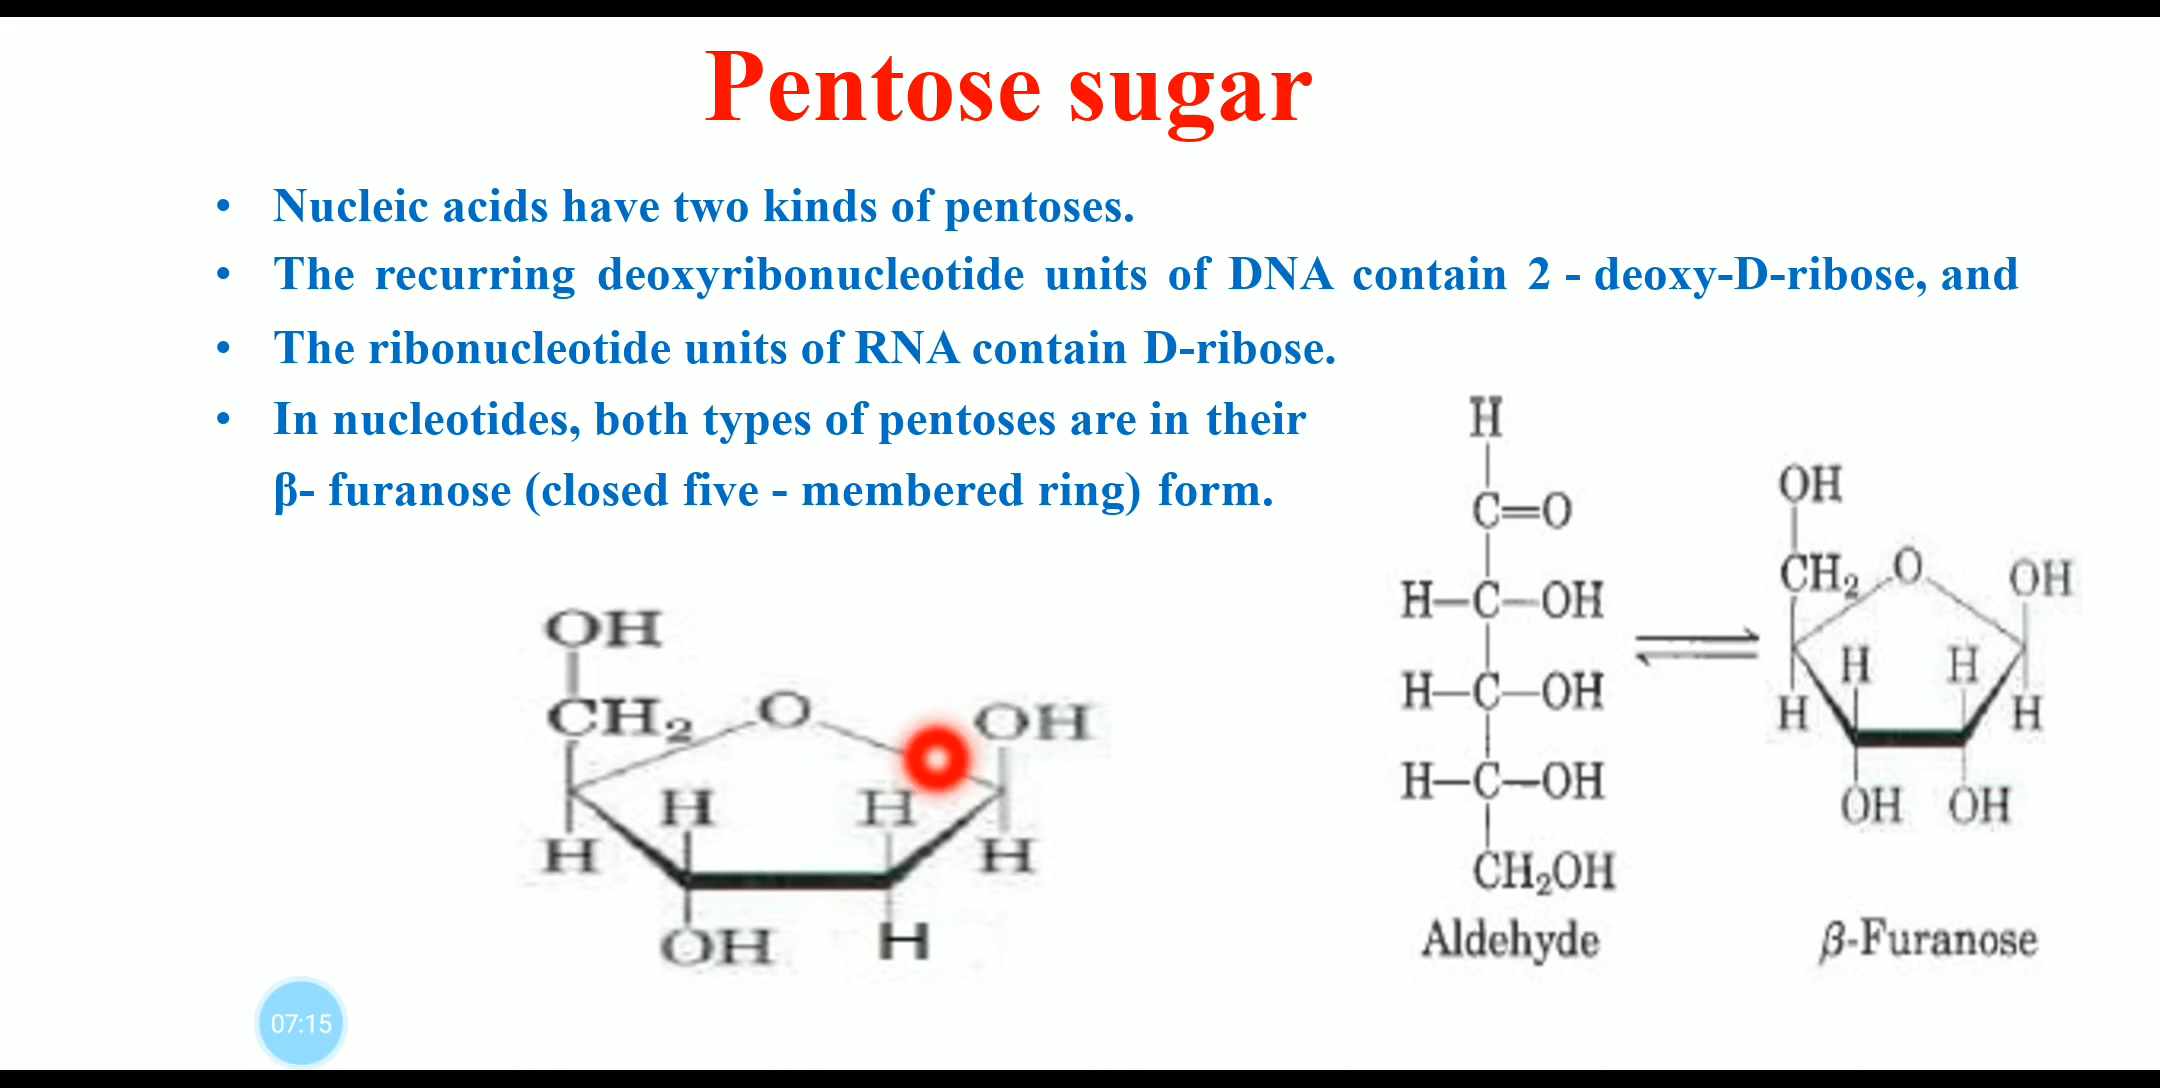 Pentose sugar
• Nucleic acids have two kinds of pentoses.
• The recurring deoxyribonucleotide units of DNA contain 2 - deoxy-D-ribose, and
• The ribonucleotide units of RNA contain D-ribose.
• In nucleotides, both types of pentoses are in their
β- furanose (closed five - membered ring) form.
OH
CH₂ O OH
H H
H H
OH H
H
C=O
H—C—OH
H—C—OH
H—C—OH
CH₂OH
Aldehyde
OH
CH₂ O OH
H H
H H
OH OH
β-Furanose
07:15